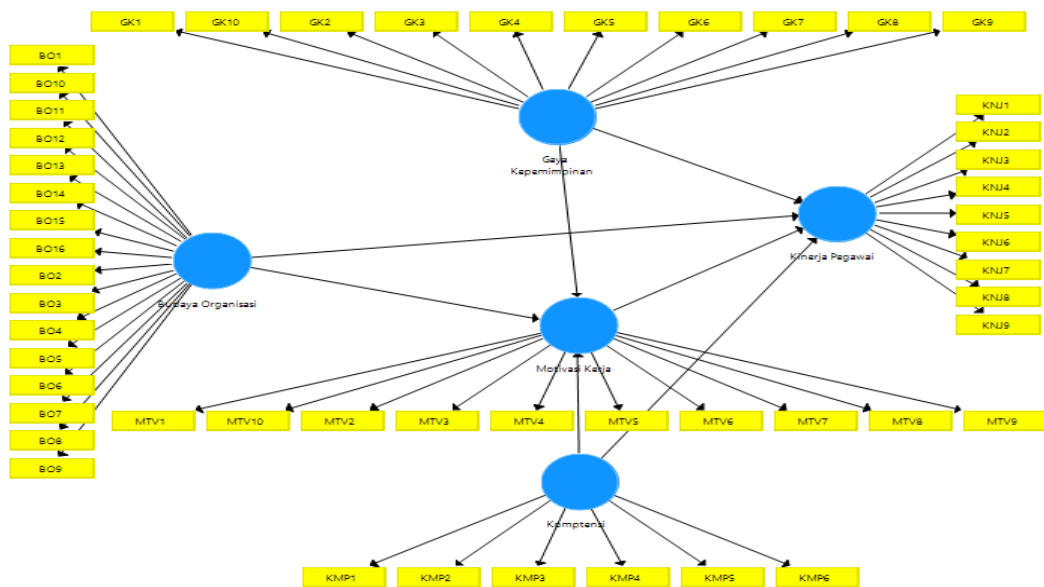 GK1
GK10
GK2
GK3
GK4
GK5
GK6
GK7
GK8
GK9
BO1
BO10
BO11
BO12
BO13
BO14
BO15
BO16
BO2
BO3
BO4
BO5
BO6
BO7
BO8
BO9
Gaya
Kepemimpinan
KNJ1
KNJ2
KNJ3
KNJ4
KNJ5
KNJ6
KNJ7
KNJ8
KNJ9
Kinerja Pegawai
Budaya Organisasi
Motivasi Kerja
MTV1
MTV10
MTV2
MTV3
MTV4
MTV5
MTV6
MTV7
MTV8
MTV9
Komptensi
KMP1
KMP2
KMP3
KMP4
KMP5
KMP6